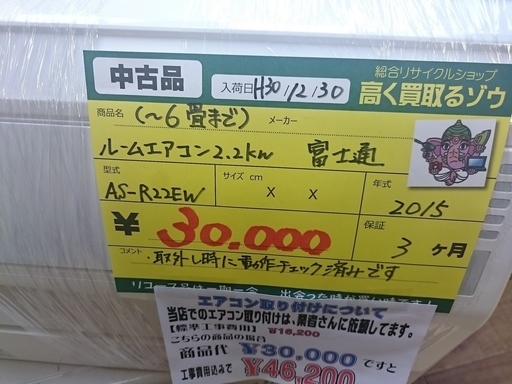 中古品
入荷日 H30 12 30
総合リサイクルショップ
高く買取るゾウ
商品名 (～6畳まで) メーカー
ルームエアコン2.2kw 富士通
型式 サイズ cm 年式
AS-R22EW × × 2015
¥30.000 保証 3ヶ月
コメント ・取外し時に動作チェック済みです
エアコン取り付けについて
当店でのエアコン取り付けは、業者さんに依頼してます。
【標準工事費用】 ¥16,200
こちらの商品の場合
商品代 ¥30,000ですと
工事費用込みで ¥46,200